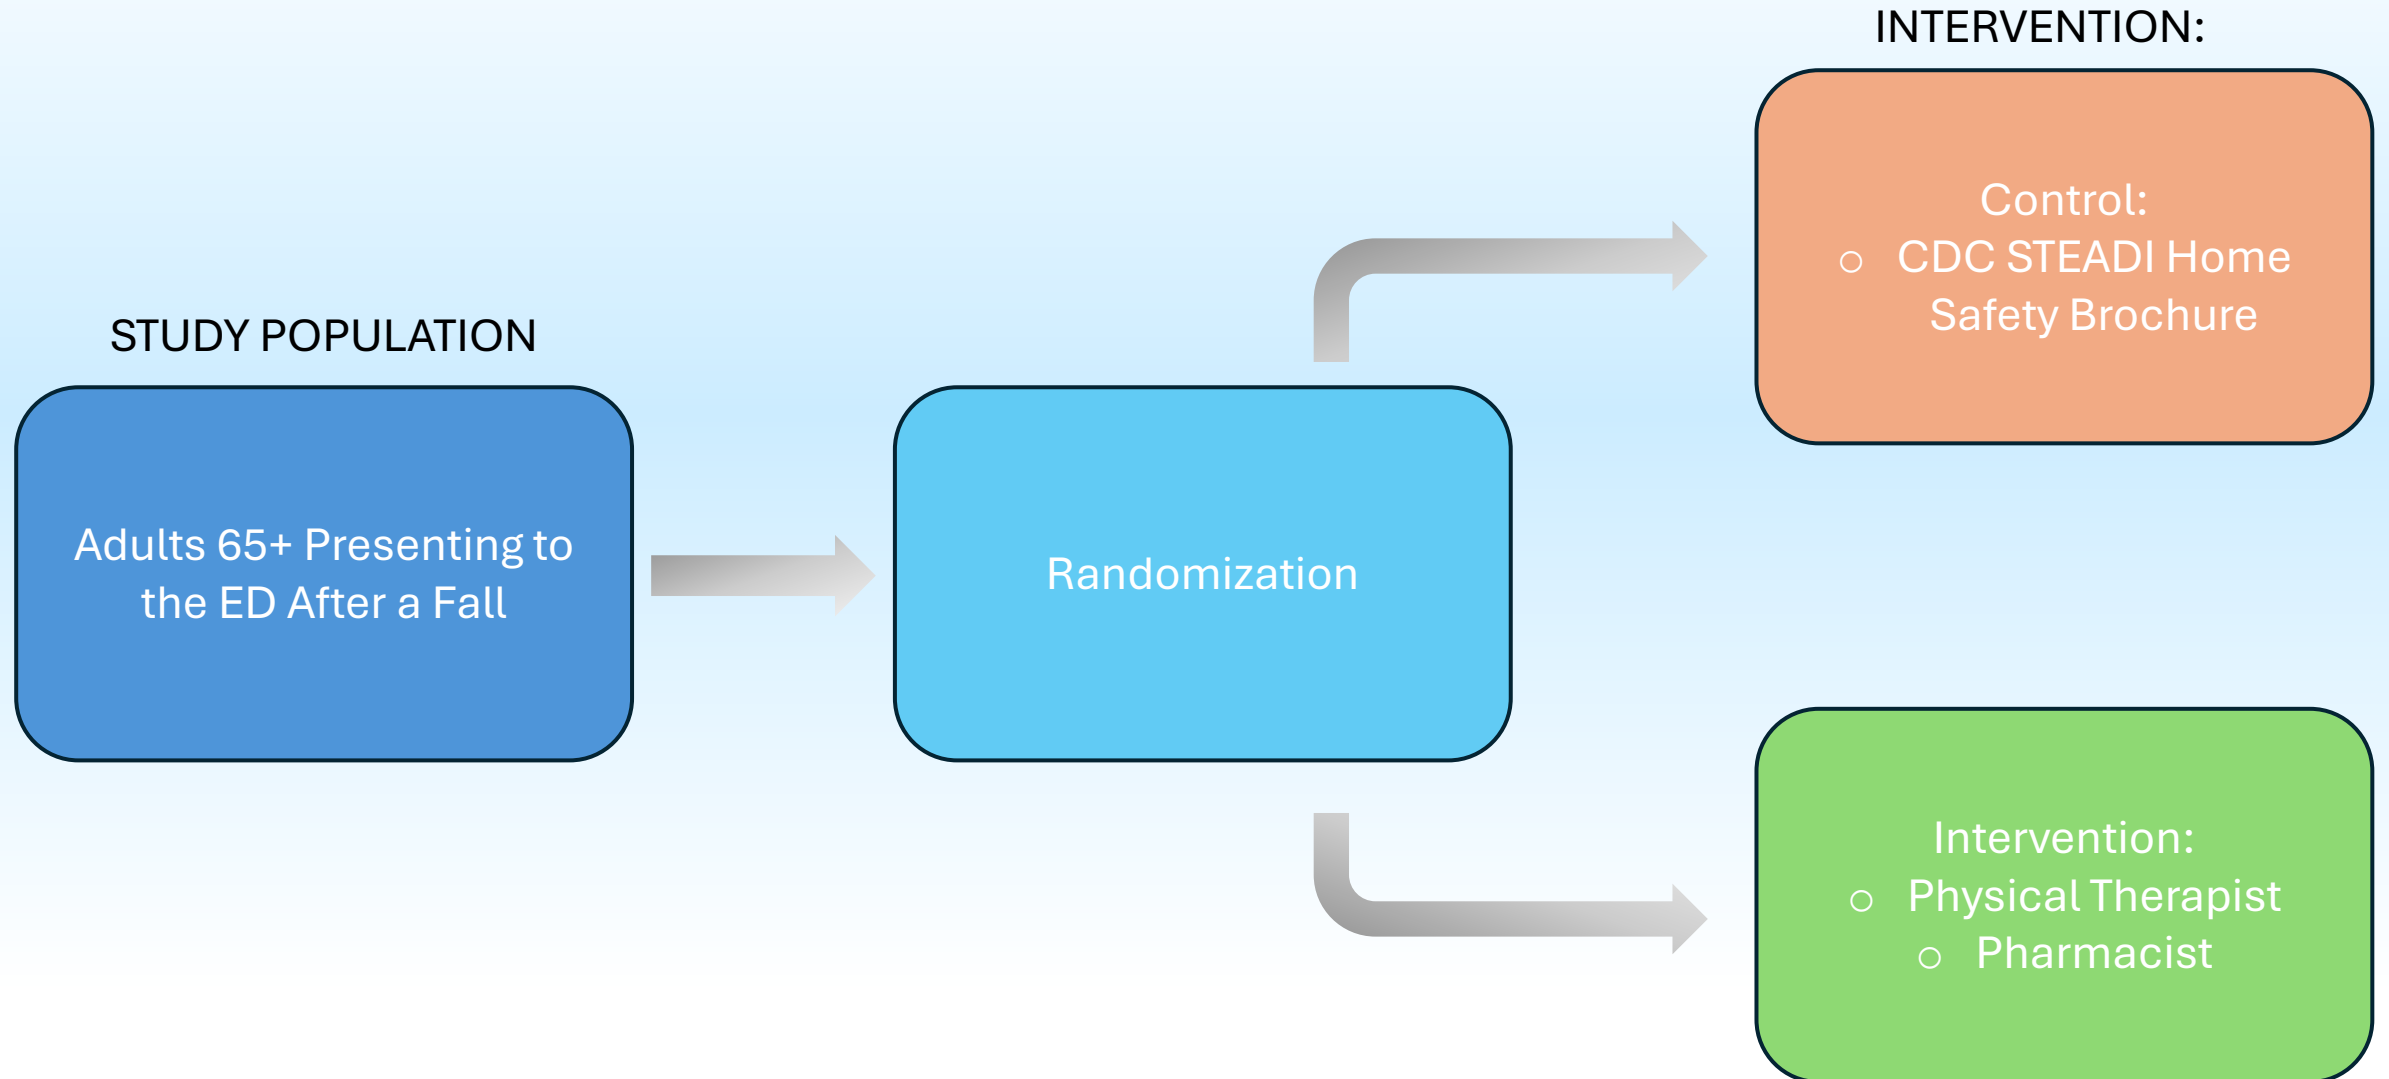 STUDY POPULATION
Adults 65+ Presenting to
the ED After a Fall
Randomization
INTERVENTION:
Control:
○ CDC STEADI Home
Safety Brochure
Intervention:
○ Physical Therapist
○ Pharmacist